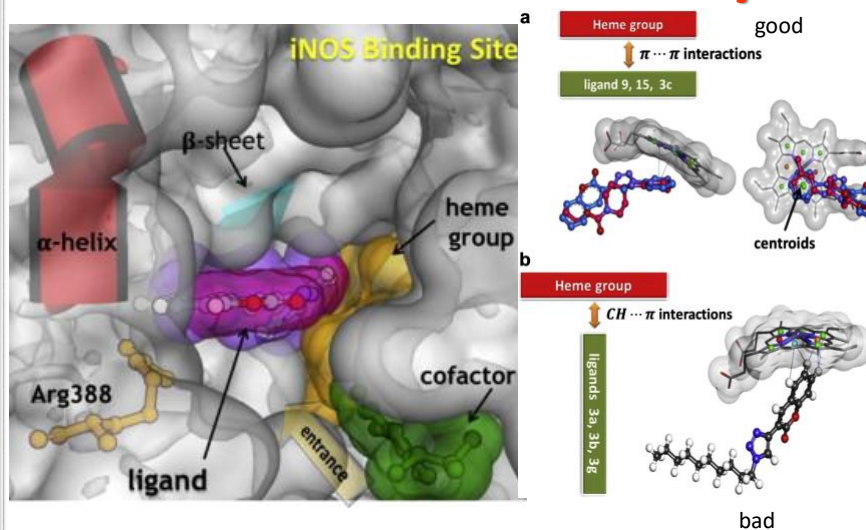 iNOS Binding Site
β-sheet
heme
group
α-helix
Arg388
cofactor
entrance
ligand
a
good
Heme group
π ··· π interactions
ligand 9, 15, 3c
centroids
b
Heme group
CH ··· π interactions
ligands 3a, 3b, 3g
bad